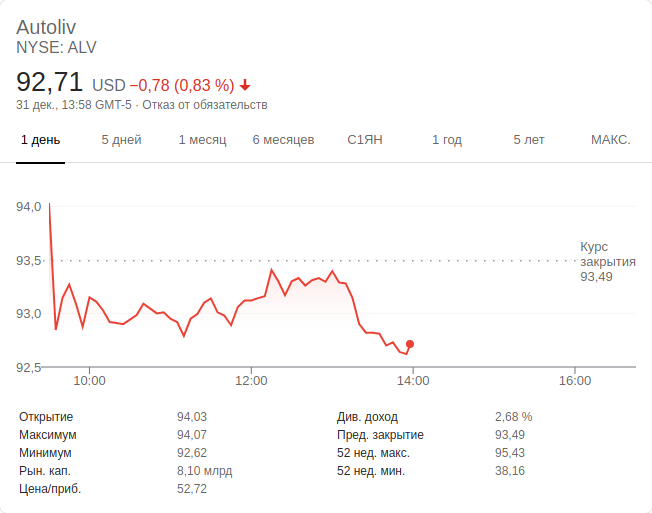 Autoliv
NYSE: ALV
92,71 USD −0,78 (0,83 %)
31 дек., 13:58 GMT-5 · Отказ от обязательств
1 день 5 дней 1 месяц 6 месяцев С1ЯН 1 год 5 лет МАКС.
94,0
93,5
93,0
92,5
Курс
закрытия
93,49
10:00 12:00 14:00 16:00
Открытие 94,03 Див. доход 2,68 %
Максимум 94,07 Пред. закрытие 93,49
Минимум 92,62 52 нед. макс. 95,43
Рын. кап. 8,10 млрд 52 нед. мин. 38,16
Цена/приб. 52,72